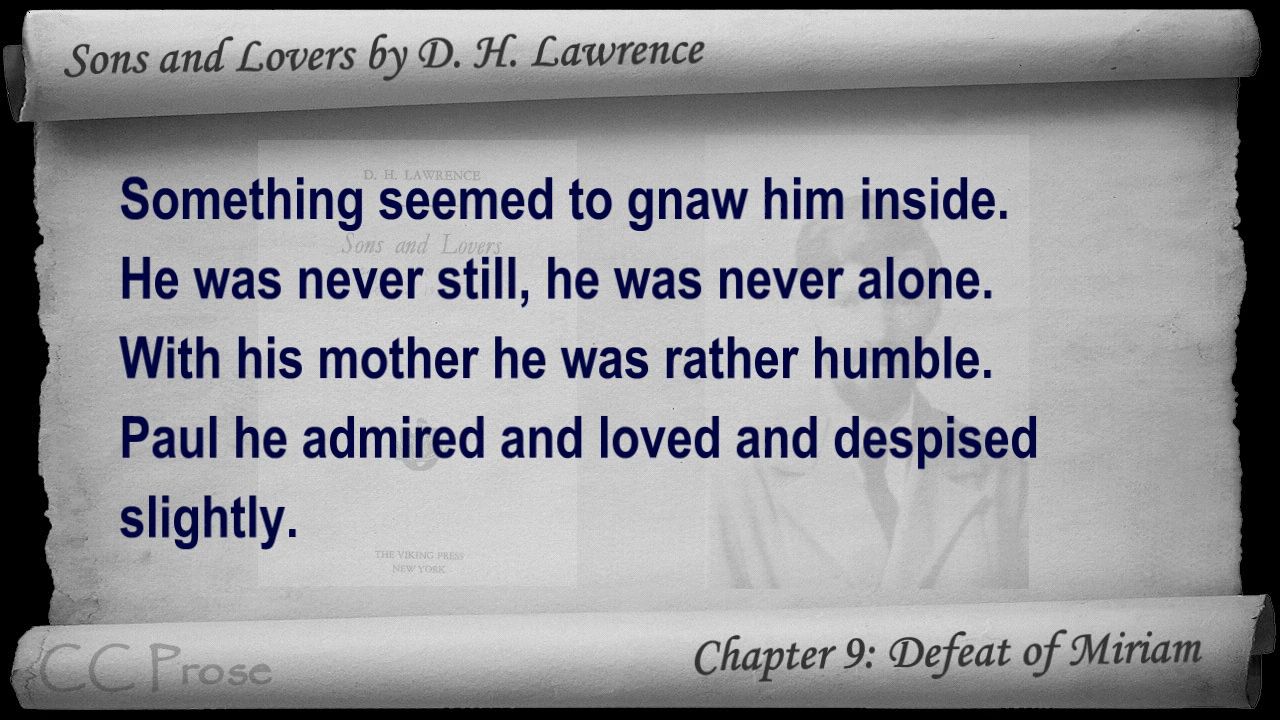 Sons and Lovers by D. H. Lawrence
D. H. LAWRENCE
Something seemed to gnaw him inside.
Sons and Lovers
He was never still, he was never alone.
With his mother he was rather humble.
Paul he admired and loved and despised
slightly.
THE VIKING PRESS
NEW YORK
CC Prose
Chapter 9: Defeat of Miriam